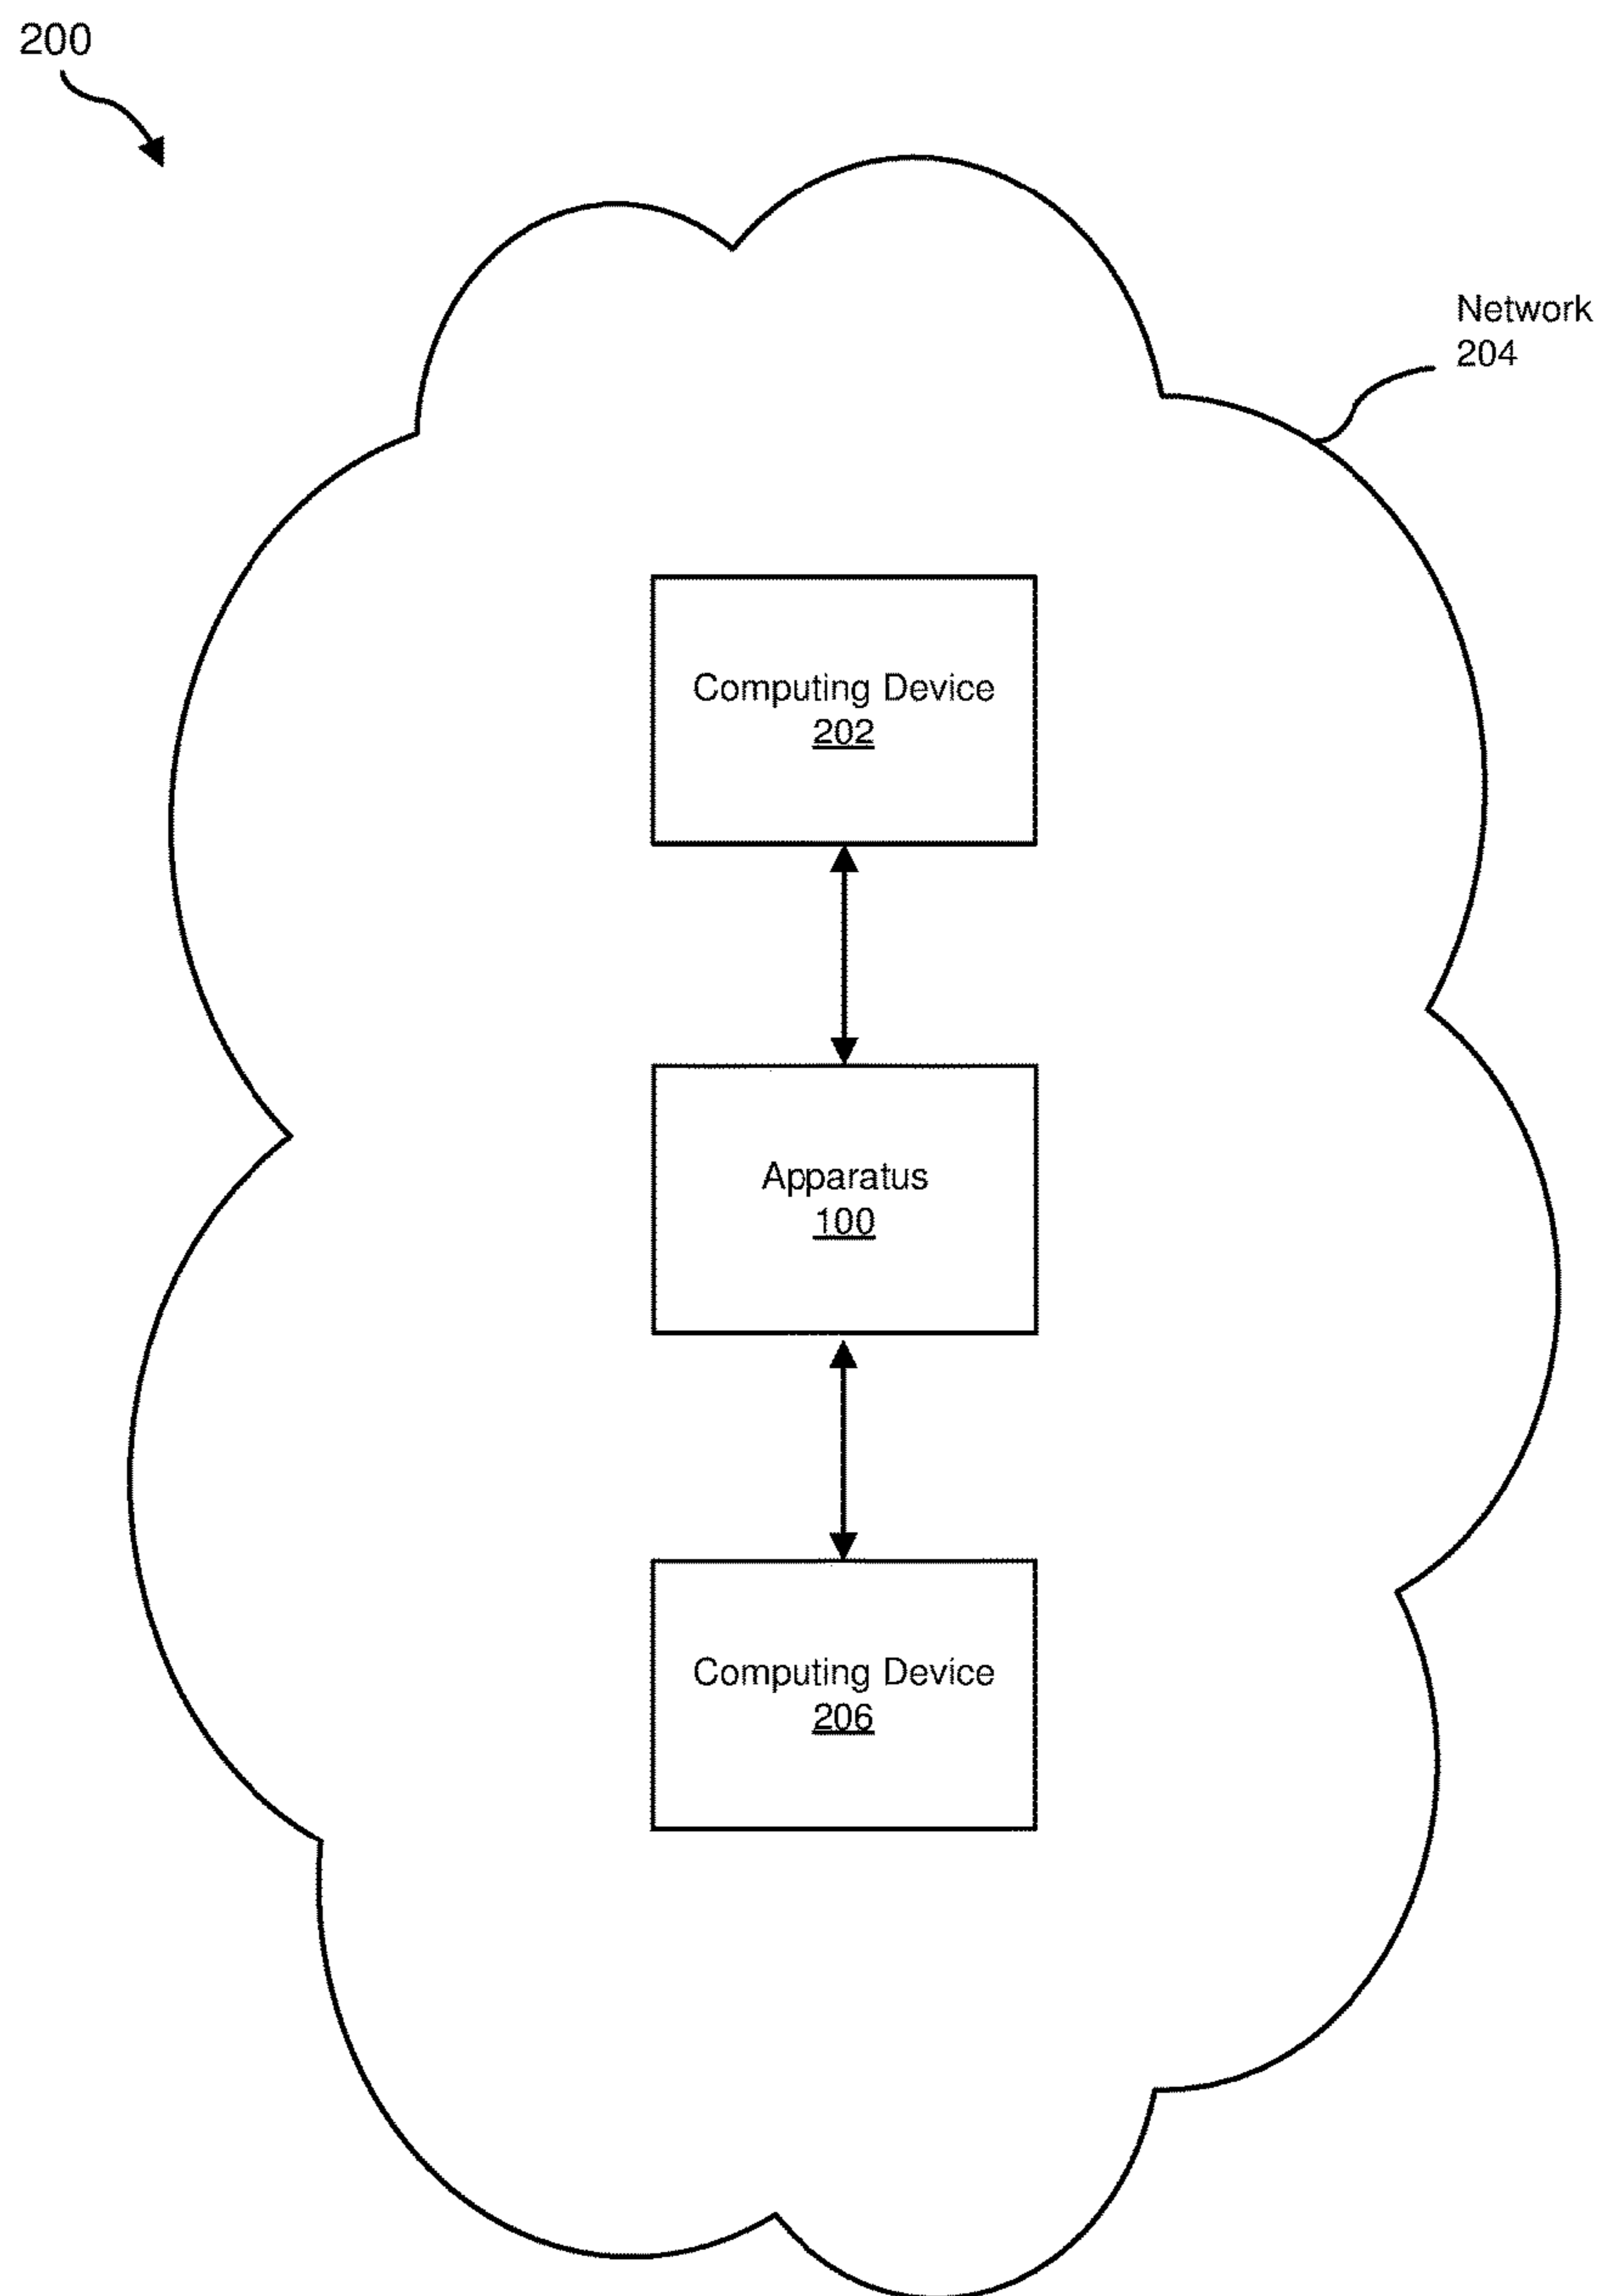 200
Network
204
Computing Device
202
Apparatus
100
Computing Device
206